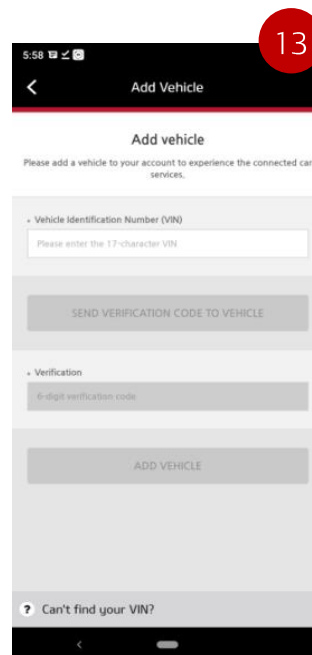 13
5:58
Add Vehicle
Add vehicle
Please add a vehicle to your account to experience the connected car
services.
Vehicle Identification Number (VIN)
Please enter the 17-character VIN
SEND VERIFICATION CODE TO VEHICLE
Verification
6-digit verification code
ADD VEHICLE
? Can't find your VIN?